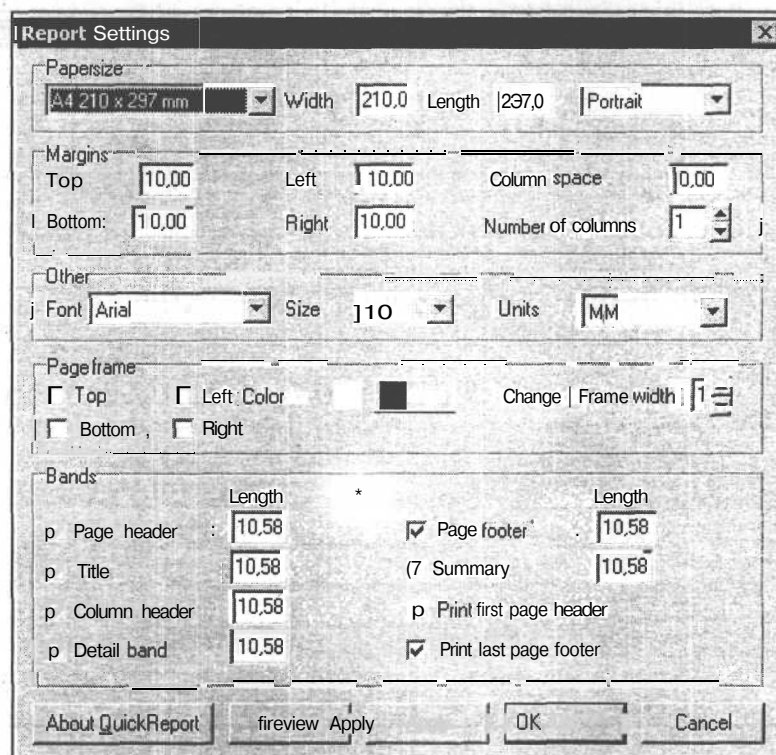 Report Settings
Papersize
A4 210 x 297 mm Width 210,0 Length 297,0 Portrait
Margins
Top 10,00 Left 10,00 Column space 0,00
Bottom: 10,00 Right 10,00 Number of columns 1
Other
Font Arial Size 10 Units MM
Page frame
Top Left Color Change Frame width 1
Bottom Right
Bands
Length Length
p Page header : 10,58 Page footer 10,58
p Title 10,58 (7 Summary 10,58
p Column header 10,58 p Print first page header
p Detail band 10,58 Print last page footer
About QuickReport fireview Apply OK Cancel